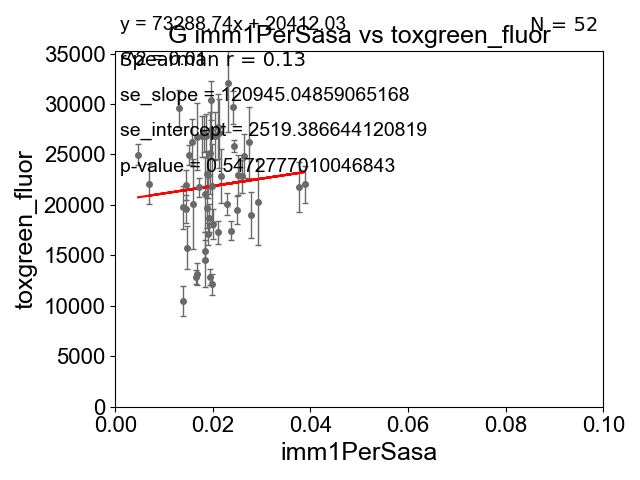 y = 73288.74x + 20412.03
N = 52
G imm1PerSasa vs toxgreen_fluor
r^2 = 0.01
Spearman r = 0.13
se_slope = 120945.04859065168
se_intercept = 2519.386644120819
p-value = 0.5472777010046843
toxgreen_fluor
35000
30000
25000
20000
15000
10000
5000
0
0.00
0.02
0.04
0.06
0.08
0.10
imm1PerSasa